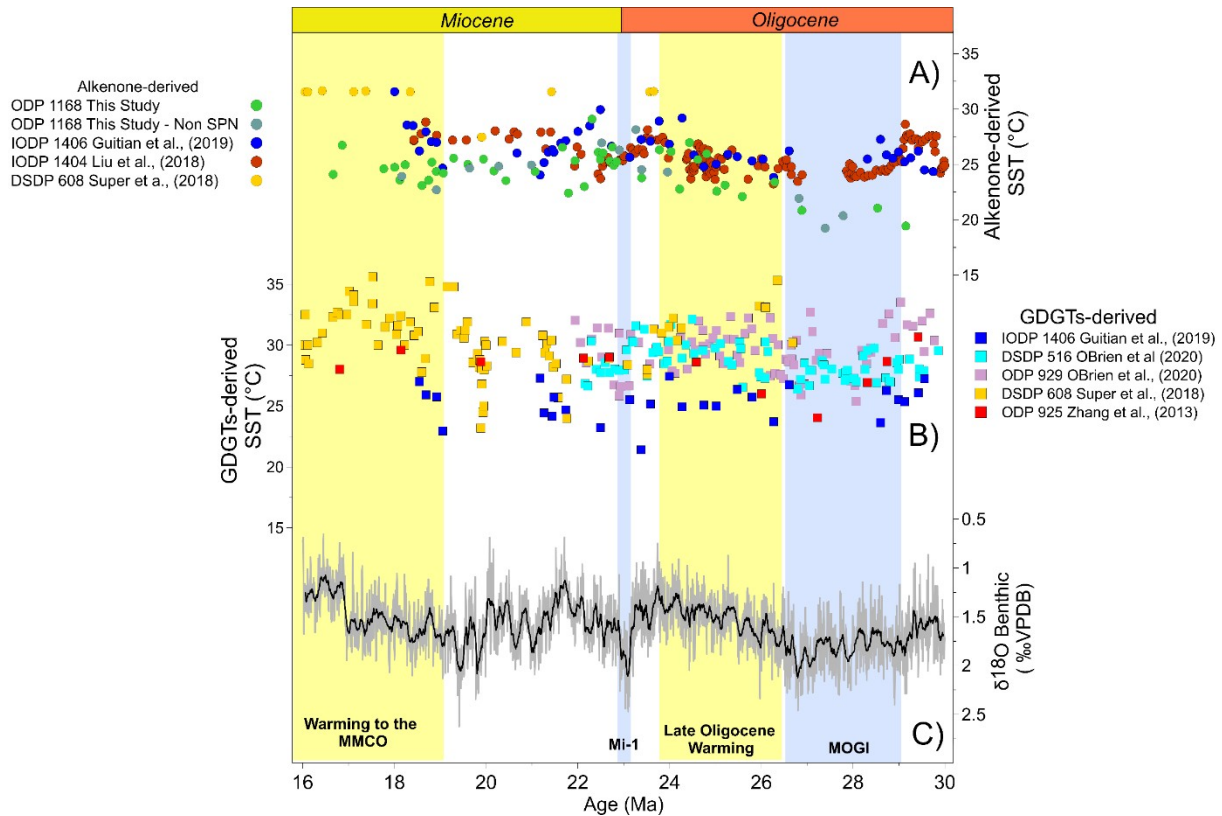 Miocene
Oligocene
Alkenone-derived
ODP 1168 This Study
ODP 1168 This Study - Non SPN
IODP 1406 Guitian et al., (2019)
IODP 1404 Liu et al., (2018)
DSDP 608 Super et a., (2018)
A)
35
30
25
20
15
Alkenone-derived
SST (°C)
35
30
25
20
15
GDGTs-derived
SST (°C)
B)
GDGTs-derived
IODP 1406 Guitian et al., (2019)
DSDP 516 OBrien et al (2020)
ODP 929 OBrien et al., (2020)
DSDP 608 Super et al., (2018)
ODP 925 Zhang et al., (2013)
0.5
1
1.5
2
2.5
δ18O Benthic
( ‰VPDB)
Warming to the
MMCO
Mi-1
Late Oligocene
Warming
MOGI
C)
16
18
20
22
24
26
28
30
Age (Ma)